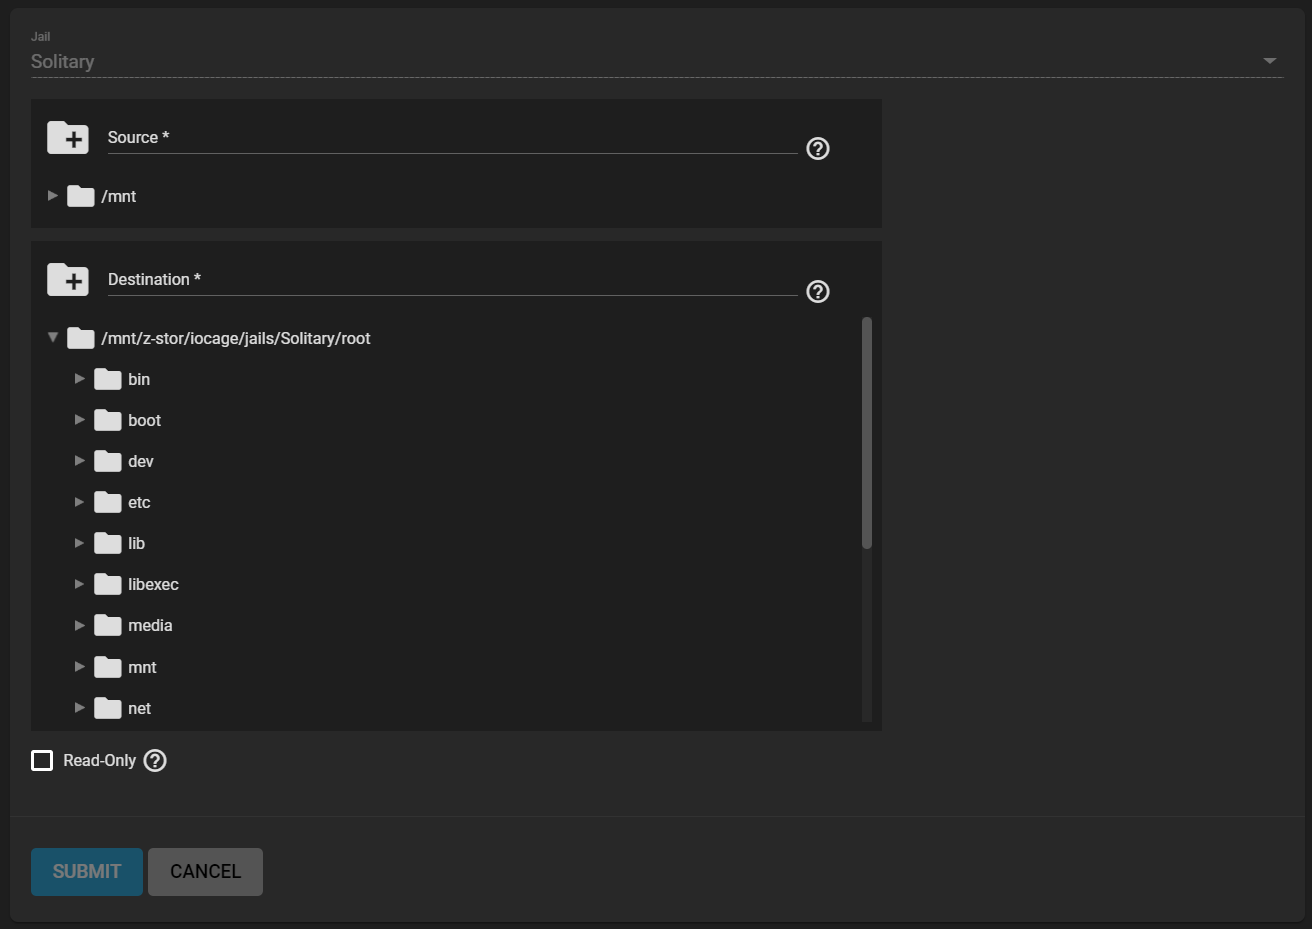 Jail
Solitary
Source *
/mnt
Destination *
/mnt/z-stor/iocage/jails/Solitary/root
bin
boot
dev
etc
lib
libexec
media
mnt
net
Read-Only
SUBMIT CANCEL